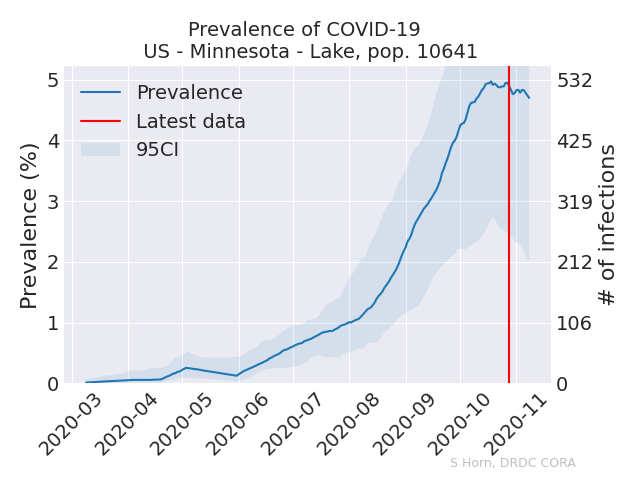 Prevalence of COVID-19
US - Minnesota - Lake, pop. 10641
Prevalence
Latest data
95CI
Prevalence (%)
5
4
3
2
1
0
532
425
319
212
106
0
# of infections
2020-03
2020-04
2020-05
2020-06
2020-07
2020-08
2020-09
2020-10
2020-11
S Horn, DRDC CORA